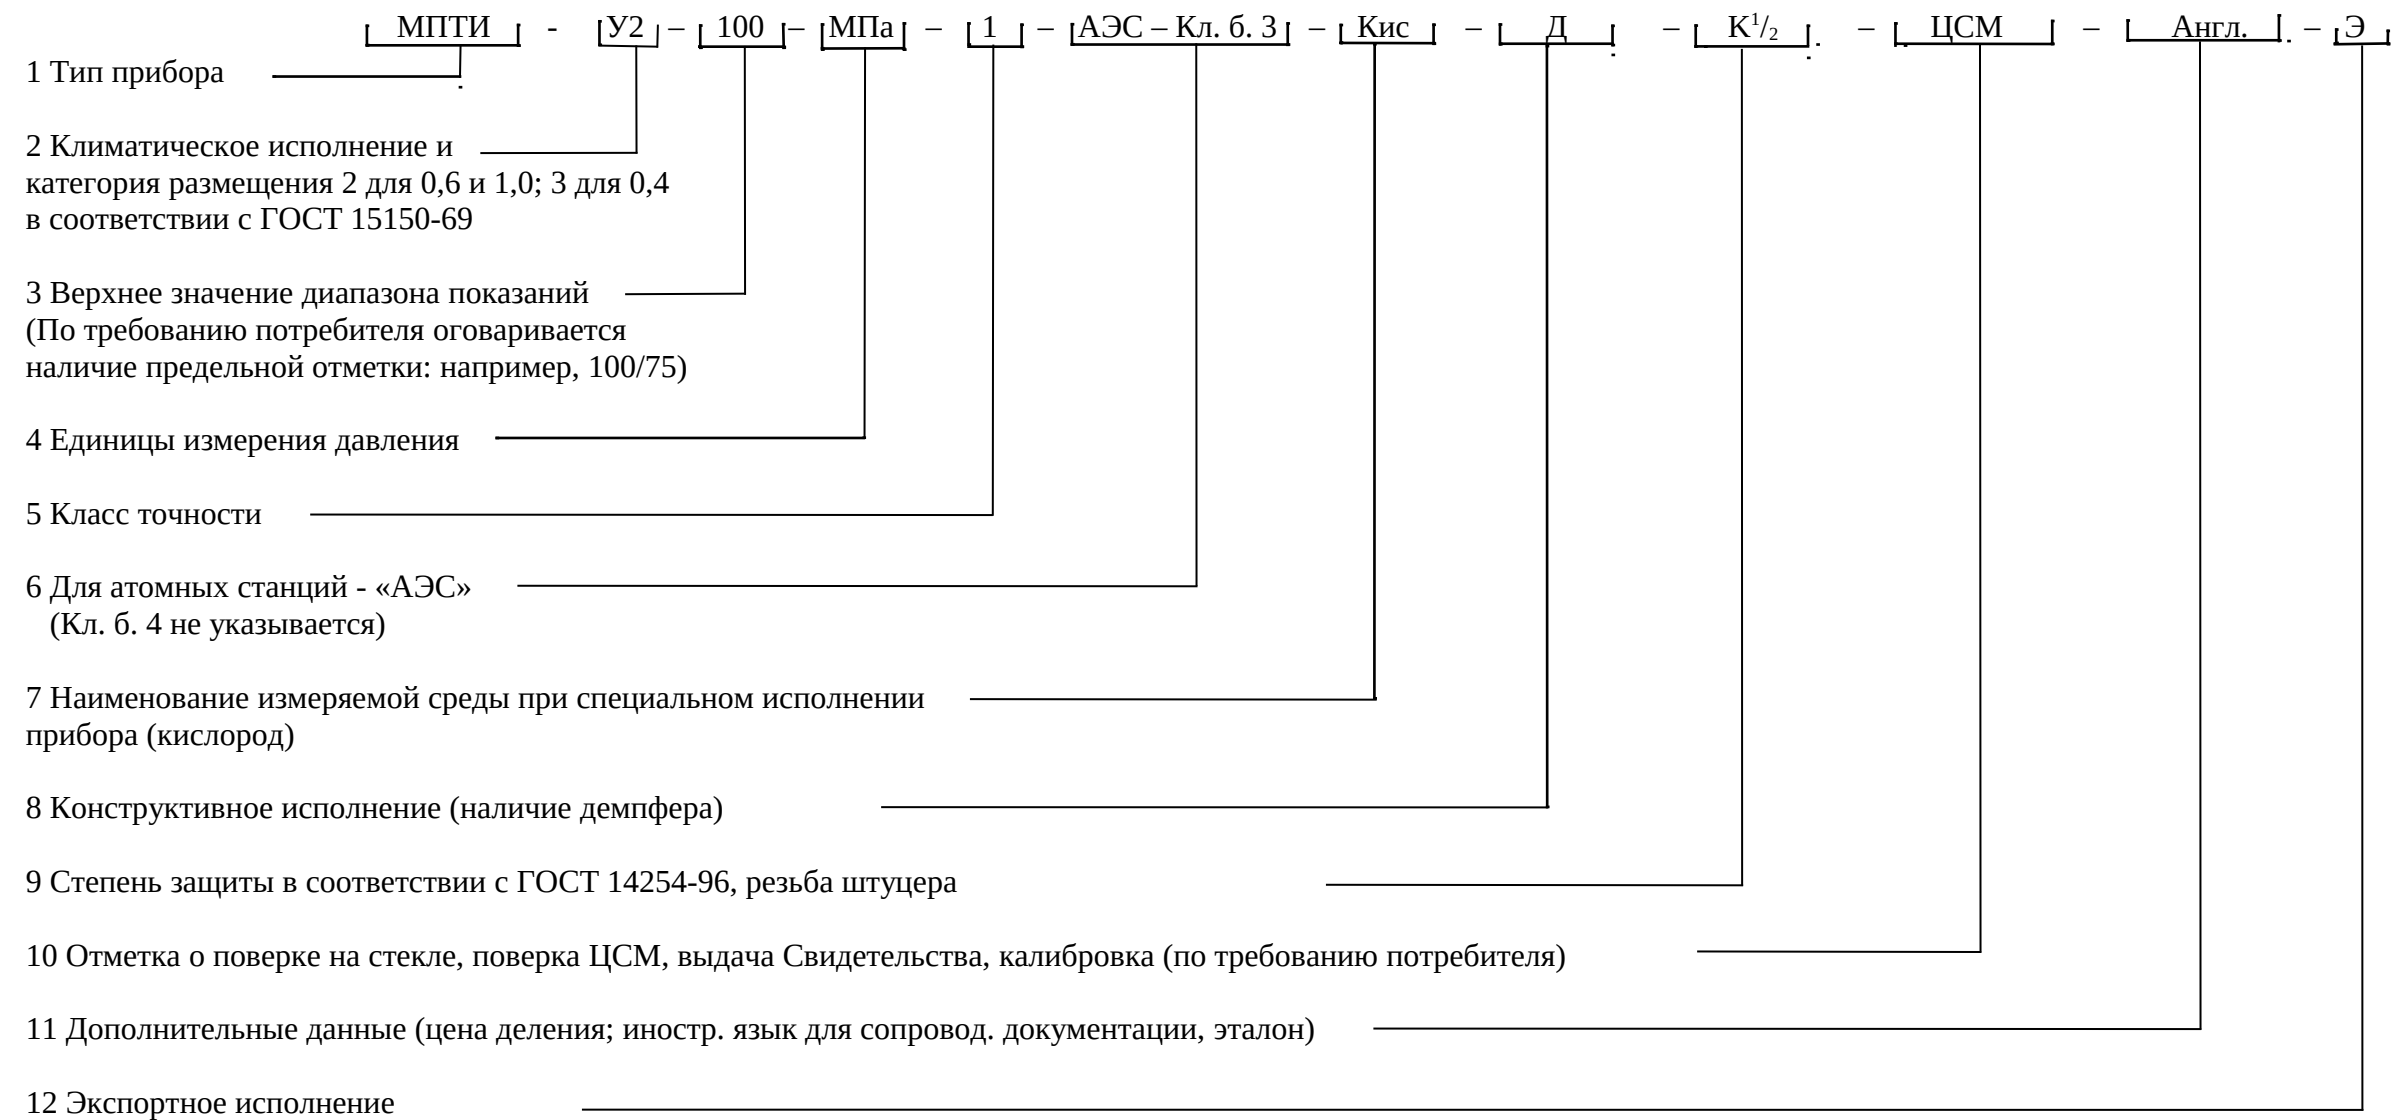 МПТИ - У2 – 100 – МПа – 1 – АЭС – Кл. б. 3 – Кис – Д – К¹/₂ – ЦСМ – Англ. – Э
1 Тип прибора
2 Климатическое исполнение и
категория размещения 2 для 0,6 и 1,0; 3 для 0,4
в соответствии с ГОСТ 15150-69
3 Верхнее значение диапазона показаний
(По требованию потребителя оговаривается
наличие предельной отметки: например, 100/75)
4 Единицы измерения давления
5 Класс точности
6 Для атомных станций - «АЭС»
(Кл. б. 4 не указывается)
7 Наименование измеряемой среды при специальном исполнении
прибора (кислород)
8 Конструктивное исполнение (наличие демпфера)
9 Степень защиты в соответствии с ГОСТ 14254-96, резьба штуцера
10 Отметка о поверке на стекле, поверка ЦСМ, выдача Свидетельства, калибровка (по требованию потребителя)
11 Дополнительные данные (цена деления; иностр. язык для сопровод. документации, эталон)
12 Экспортное исполнение